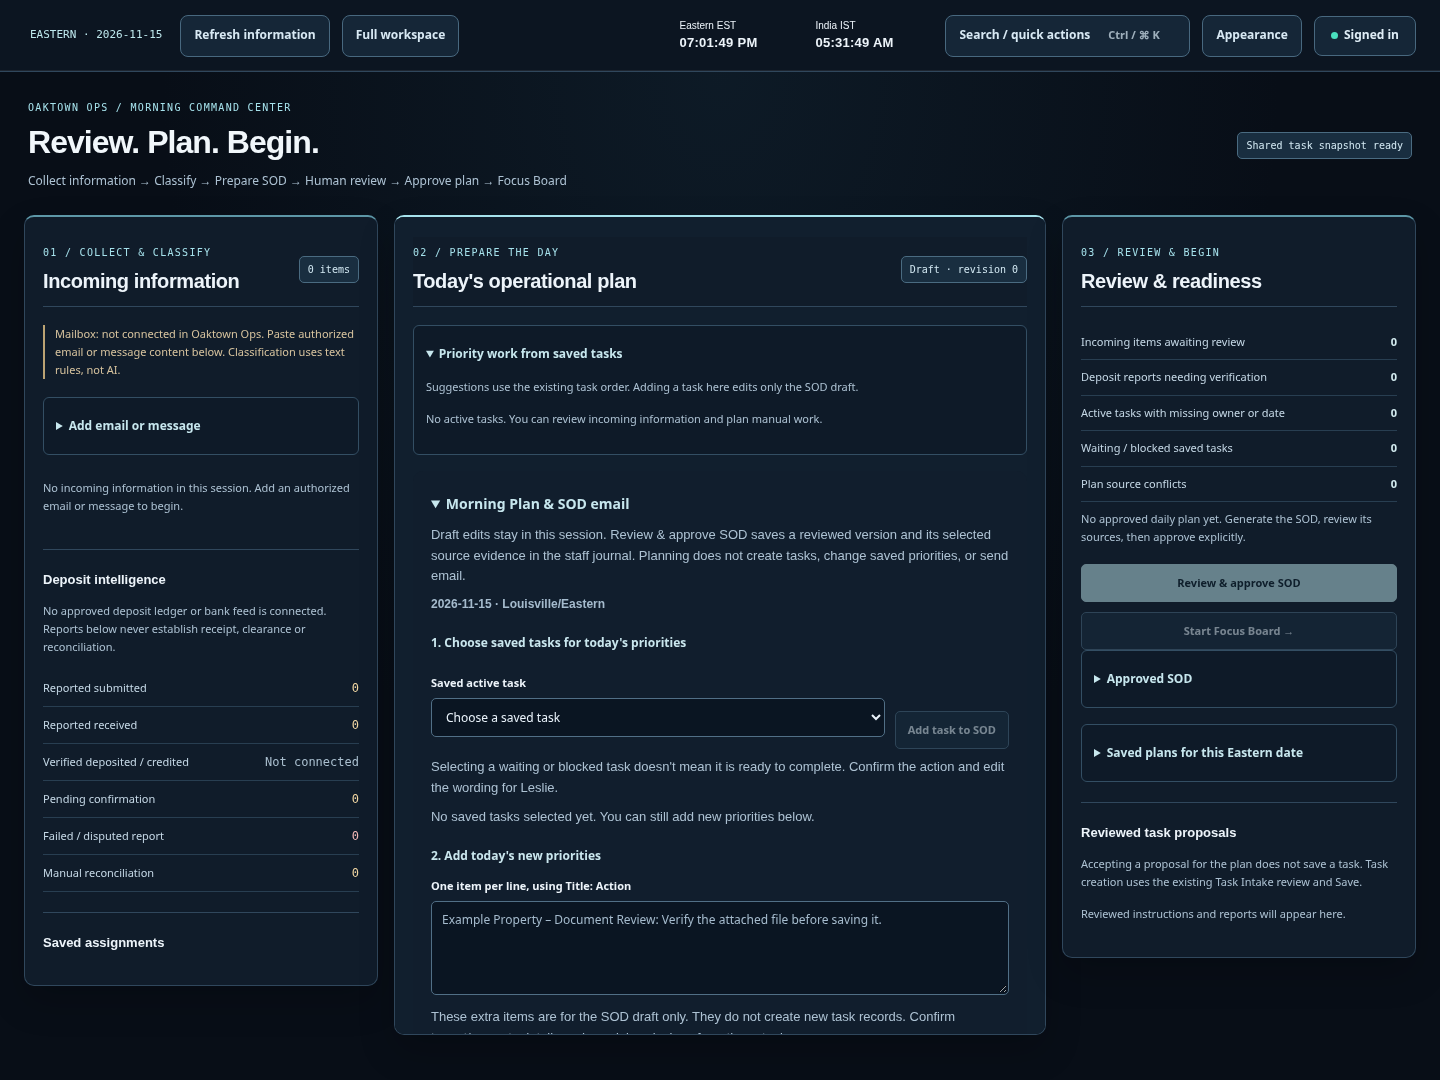 EASTERN · 2026-11-15
Refresh information
Full workspace
Eastern EST
07:01:49 PM
India IST
05:31:49 AM
Search / quick actions Ctrl / ⌘ K
Appearance
Signed in
OAKTOWN OPS / MORNING COMMAND CENTER
Review. Plan. Begin.
Collect information → Classify → Prepare SOD → Human review → Approve plan → Focus Board
Shared task snapshot ready
01 / COLLECT & CLASSIFY
Incoming information
0 items
Mailbox: not connected in Oaktown Ops. Paste authorized
email or message content below. Classification uses text
rules, not AI.
▶ Add email or message
No incoming information in this session. Add an authorized
email or message to begin.
Deposit intelligence
No approved deposit ledger or bank feed is connected.
Reports below never establish receipt, clearance or
reconciliation.
Reported submitted 0
Reported received 0
Verified deposited / credited Not connected
Pending confirmation 0
Failed / disputed report 0
Manual reconciliation 0
Saved assignments
02 / PREPARE THE DAY
Today's operational plan
Draft · revision 0
▼ Priority work from saved tasks
Suggestions use the existing task order. Adding a task here edits only the SOD draft.
No active tasks. You can review incoming information and plan manual work.
▼ Morning Plan & SOD email
Draft edits stay in this session. Review & approve SOD saves a reviewed version and its selected
source evidence in the staff journal. Planning does not create tasks, change saved priorities, or send
email.
2026-11-15 · Louisville/Eastern
1. Choose saved tasks for today's priorities
Saved active task
Choose a saved task
Add task to SOD
Selecting a waiting or blocked task doesn't mean it is ready to complete. Confirm the action and edit
the wording for Leslie.
No saved tasks selected yet. You can still add new priorities below.
2. Add today's new priorities
One item per line, using Title: Action
Example Property – Document Review: Verify the attached file before saving it.
These extra items are for the SOD draft only. They do not create new task records. Confirm
03 / REVIEW & BEGIN
Review & readiness
Incoming items awaiting review 0
Deposit reports needing verification 0
Active tasks with missing owner or date 0
Waiting / blocked saved tasks 0
Plan source conflicts 0
No approved daily plan yet. Generate the SOD, review its
sources, then approve explicitly.
Review & approve SOD
Start Focus Board →
▶ Approved SOD
▶ Saved plans for this Eastern date
Reviewed task proposals
Accepting a proposal for the plan does not save a task. Task
creation uses the existing Task Intake review and Save.
Reviewed instructions and reports will appear here.